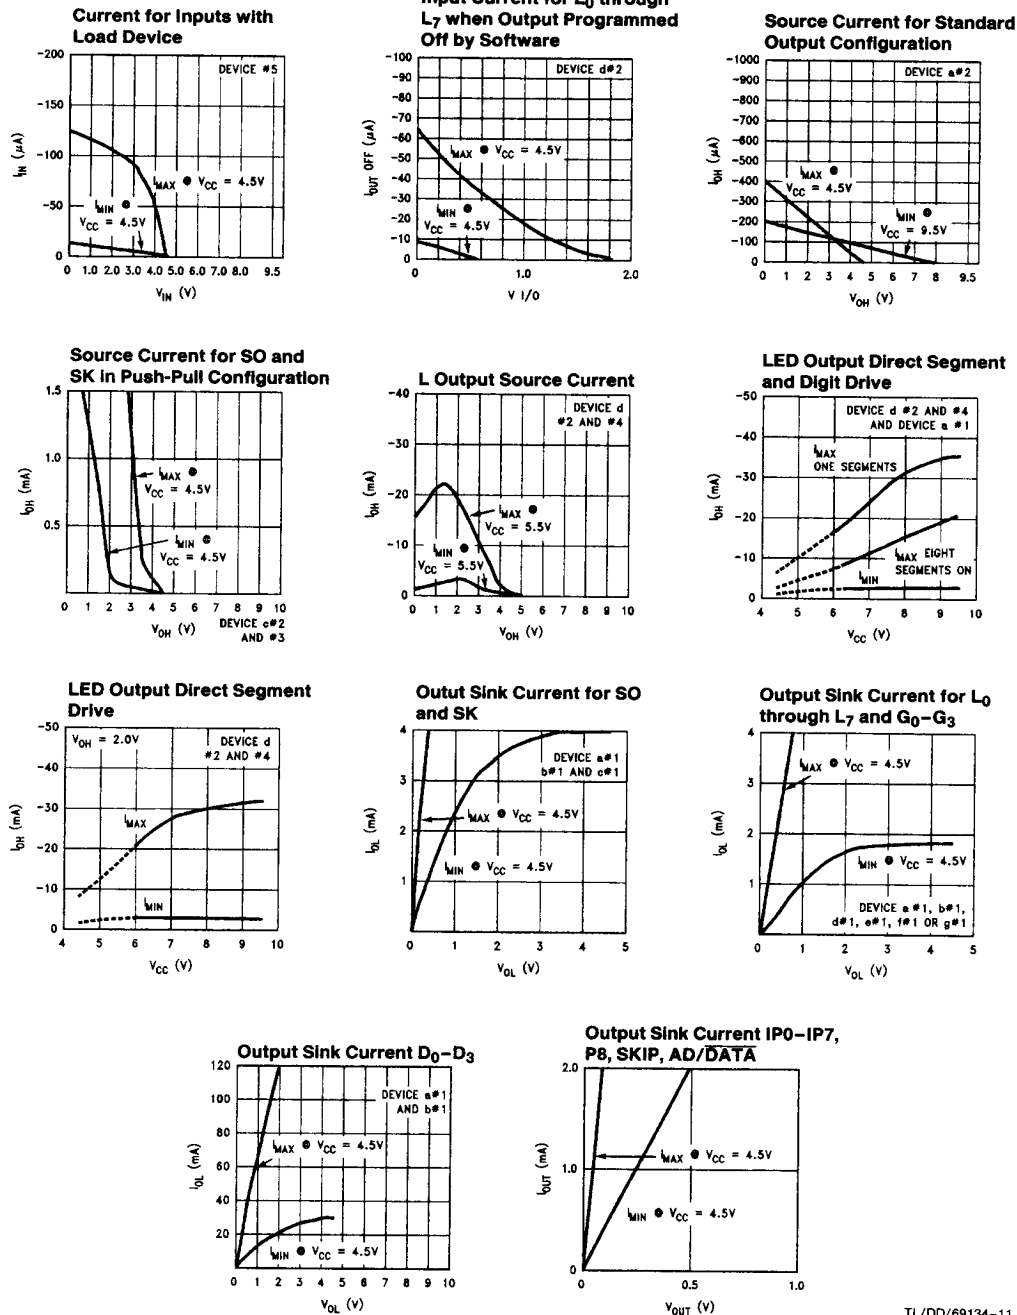 Current for Inputs with
Load Device
-200
-150
-100
-50
0
I_IN (μA)
DEVICE #5
I_MAX @ V_CC = 4.5V
I_MIN @
V_CC = 4.5V
0 1.0 2.0 3.0 4.0 5.0 6.0 7.0 8.0 9.5
V_IN (V)
Input Current for L0 through
L7 when Output Programmed
Off by Software
-100
-90
-80
-70
-60
-50
-40
-30
-20
-10
0
I_OUT OFF (μA)
DEVICE d#2
I_MAX @ V_CC = 4.5V
I_MIN @
V_CC = 4.5V
0 1.0 2.0
V I/O
Source Current for Standard
Output Configuration
-1000
-900
-800
-700
-600
-500
-400
-200
-100
0
I_OH (μA)
DEVICE a#2
I_MAX @
V_CC = 4.5V
I_MIN @
V_CC = 9.5V
0 1 2 3 4 5 6 7 8 9.5
V_OH (V)
Source Current for SO and
SK in Push-Pull Configuration
1.5
1.0
0.5
I_OH (mA)
I_MAX @
V_CC = 4.5V
I_MIN @
V_CC = 4.5V
0 1 2 3 4 5 6 7 8 9 10
V_OH (V)
DEVICE c#2
AND #3
L Output Source Current
-40
-30
-20
-10
0
I_OH (mA)
DEVICE d
#2 AND #4
I_MAX @
V_CC = 5.5V
I_MIN @
V_CC = 5.5V
0 1 2 3 4 5 6 7 8 9 10
V_OH (V)
LED Output Direct Segment
and Digit Drive
-50
-40
-30
-20
-10
0
I_OH (mA)
DEVICE d #2 AND #4
AND DEVICE a #1
I_MAX
ONE SEGMENTS
I_MAX EIGHT
SEGMENTS ON
I_MIN
4 5 6 7 8 9 10
V_CC (V)
LED Output Direct Segment
Drive
-50
-40
-30
-20
-10
0
I_OH (mA)
V_OH = 2.0V
DEVICE d
#2 AND #4
I_MAX
I_MIN
4 5 6 7 8 9 10
V_CC (V)
Outut Sink Current for SO
and SK
4
3
2
1
I_OL (mA)
DEVICE a#1
b#1 AND c#1
I_MAX @ V_CC = 4.5V
I_MIN @ V_CC = 4.5V
0 1 2 3 4 5
V_OL (V)
Output Sink Current for L0
through L7 and G0–G3
4
3
2
1
0
I_OL (mA)
I_MAX @ V_CC = 4.5V
I_MIN @ V_CC = 4.5V
DEVICE a#1, b#1,
d#1, e#1, f#1 OR g#1
0 1 2 3 4 5
V_OL (V)
Output Sink Current D0–D3
120
100
80
60
40
20
I_OL (mA)
DEVICE a#1
AND b#1
I_MAX @ V_CC = 4.5V
I_MIN @ V_CC = 4.5V
0 1 2 3 4 5 6 7 8 9 10
V_OL (V)
Output Sink Current IP0–IP7,
P8, SKIP, AD/DATA
2.0
1.0
0
I_OUT (mA)
I_MAX @ V_CC = 4.5V
I_MIN @ V_CC = 4.5V
0 0.5 1.0
V_OUT (V)
TL/DD/69134-11